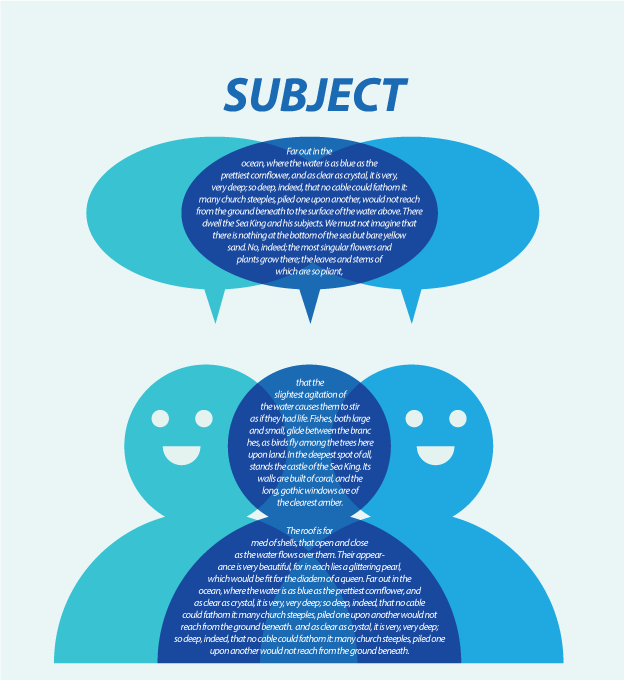 SUBJECT
Far out in the
ocean, where the water is as blue as the
prettiest cornflower, and as clear as crystal, it is very,
very deep; so deep, indeed, that no cable could fathom it:
many church steeples, piled one upon another, would not reach
from the ground beneath to the surface of the water above. There
dwell the Sea King and his subjects. We must not imagine that
there is nothing at the bottom of the sea but bare yellow
sand. No, indeed; the most singular flowers and
plants grow there; the leaves and stems of
which are so pliant,
that the
slightest agitation of
the water causes them to stir
as if they had life. Fishes, both large
and small, glide between the branc
hes, as birds fly among the trees here
upon land. In the deepest spot of all,
stands the castle of the Sea King. Its
walls are built of coral, and the
long, gothic windows are of
the clearest amber.
The roof is for
med of shells, that open and close
as the water flows over them. Their appear-
ance is very beautiful, for in each lies a glittering pearl,
which would be fit for the diadem of a queen. Far out in the
ocean, where the water is as blue as the prettiest cornflower, and
as clear as crystal, it is very, very deep; so deep, indeed, that no cable
could fathom it: many church steeples, piled one upon another would not
reach from the ground beneath. and as clear as crystal, it is very, very deep;
so deep, indeed, that no cable could fathom it: many church steeples, piled one
upon another would not reach from the ground beneath.